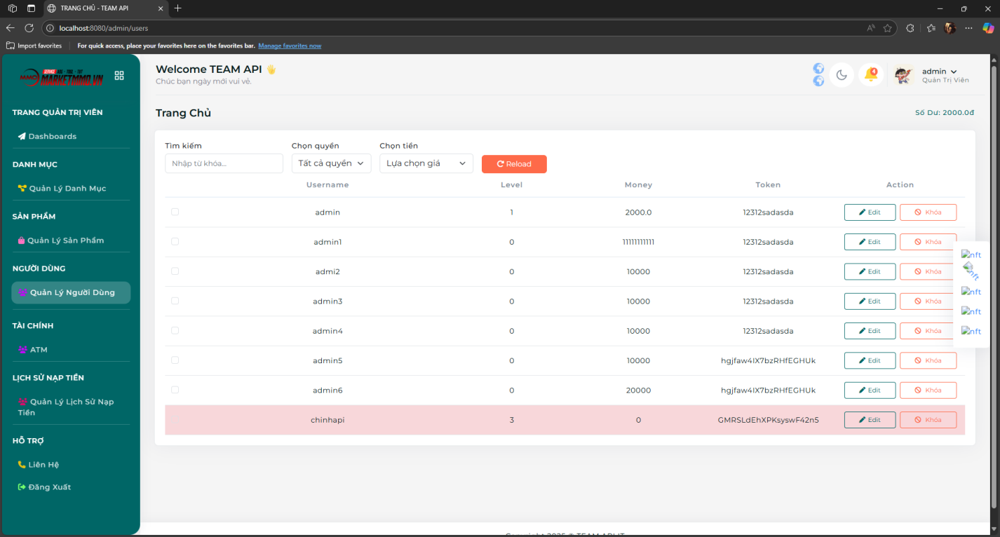 TRANG CHỦ - TEAM API
localhost:8080/admin/users
Import favorites
For quick access, place your favorites here on the favorites bar. Manage favorites now
MMO
SERVICE
MARKETMMO.VN
TRANG QUẢN TRỊ VIÊN
Dashboards
DANH MỤC
Quản Lý Danh Mục
SẢN PHẨM
Quản Lý Sản Phẩm
NGƯỜI DÙNG
Quản Lý Người Dùng
TÀI CHÍNH
ATM
LỊCH SỬ NẠP TIỀN
Quản Lý Lịch Sử Nạp
Tiền
HỖ TRỢ
Liên Hệ
Đăng Xuất
Welcome TEAM API 👋
Chúc bạn ngày mới vui vẻ.
4
admin
Quản Trị Viên
Trang Chủ
Số Dư: 2000.0đ
Tìm kiếm
Chọn quyền
Chọn tiền
Nhập từ khóa...
Tất cả quyền
Lựa chọn giá
Reload
Username Level Money Token Action
admin 1 2000.0 12312sadasda Edit Khóa
admin1 0 11111111111 12312sadasda Edit Khóa
admi2 0 10000 12312sadasda Edit Khóa
admin3 0 10000 12312sadasda Edit Khóa
admin4 0 10000 12312sadasda Edit Khóa
admin5 0 10000 hgjfaw4IX7bzRHfEGHUk Edit Khóa
admin6 0 20000 hgjfaw4IX7bzRHfEGHUk Edit Khóa
chinhapi 3 0 GMRSLdEhXPKsyswF42n5 Edit Khóa
nft
nft
nft
nft
nft
Copyright 2025 © TEAM API IT